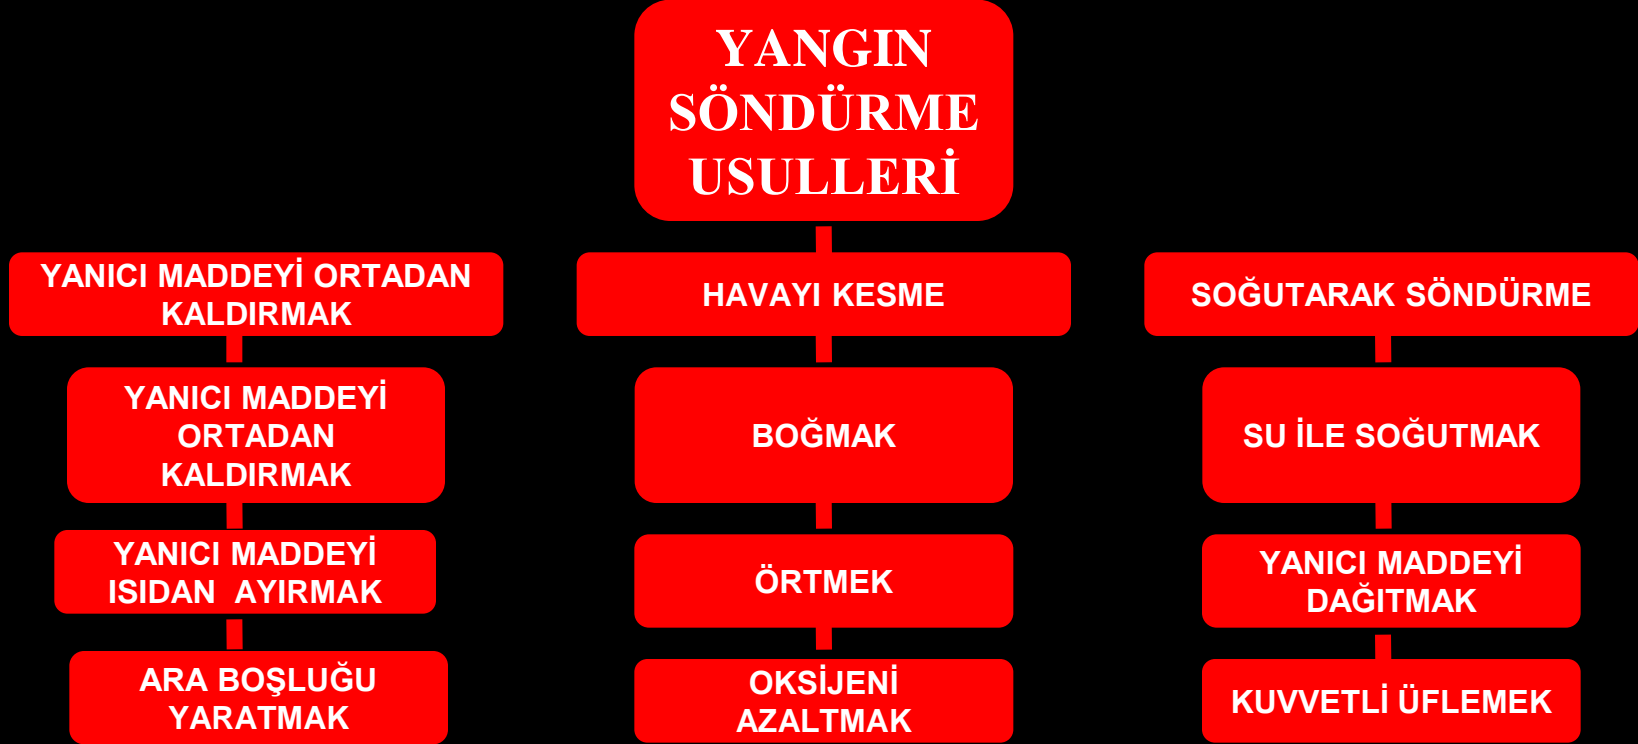 YANGIN
SÖNDÜRME
USULLERİ
YANICI MADDEYİ ORTADAN
KALDIRMAK
HAVAYI KESME
SOĞUTARAK SÖNDÜRME
YANICI MADDEYİ
ORTADAN
KALDIRMAK
BOĞMAK
SU İLE SOĞUTMAK
YANICI MADDEYİ
ISIDAN AYIRMAK
ÖRTMEK
YANICI MADDEYİ
DAĞITMAK
ARA BOŞLUĞU
YARATMAK
OKSİJENİ
AZALTMAK
KUVVETLİ ÜFLEMEK